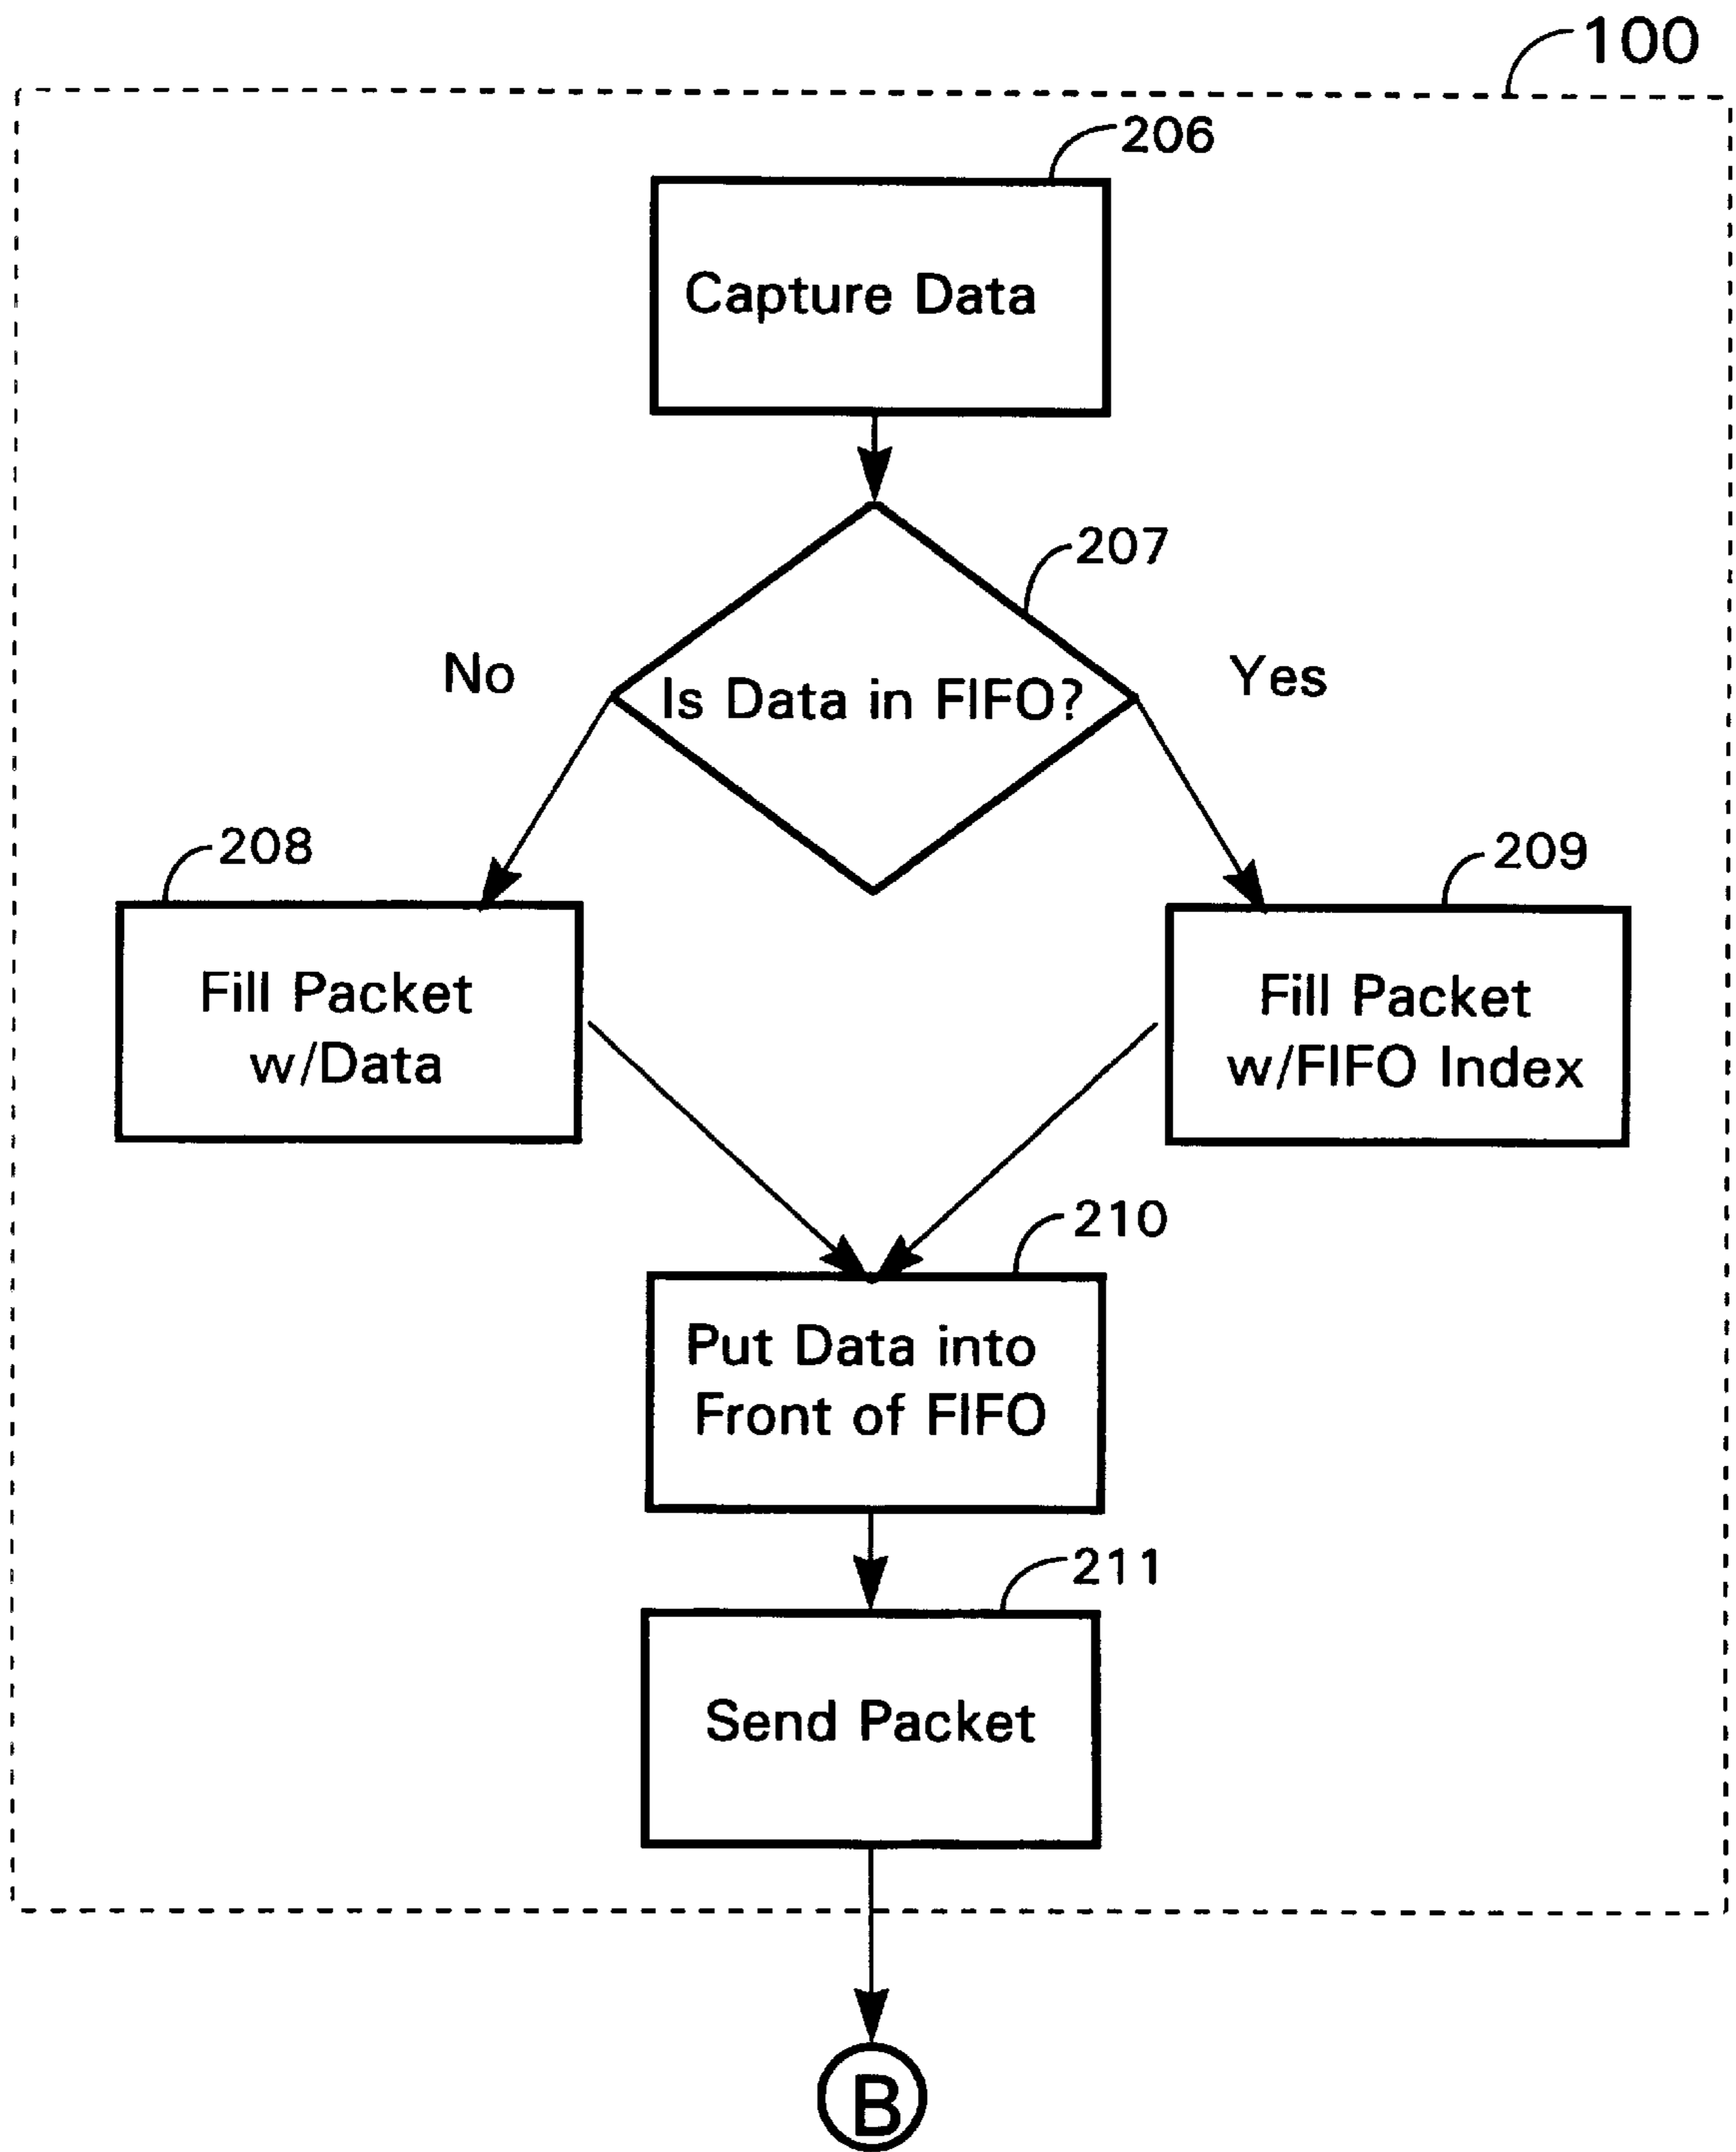 100
206
Capture Data
207
No
Yes
Is Data in FIFO?
208
209
Fill Packet
w/Data
Fill Packet
w/FIFO Index
210
Put Data into
Front of FIFO
211
Send Packet
B